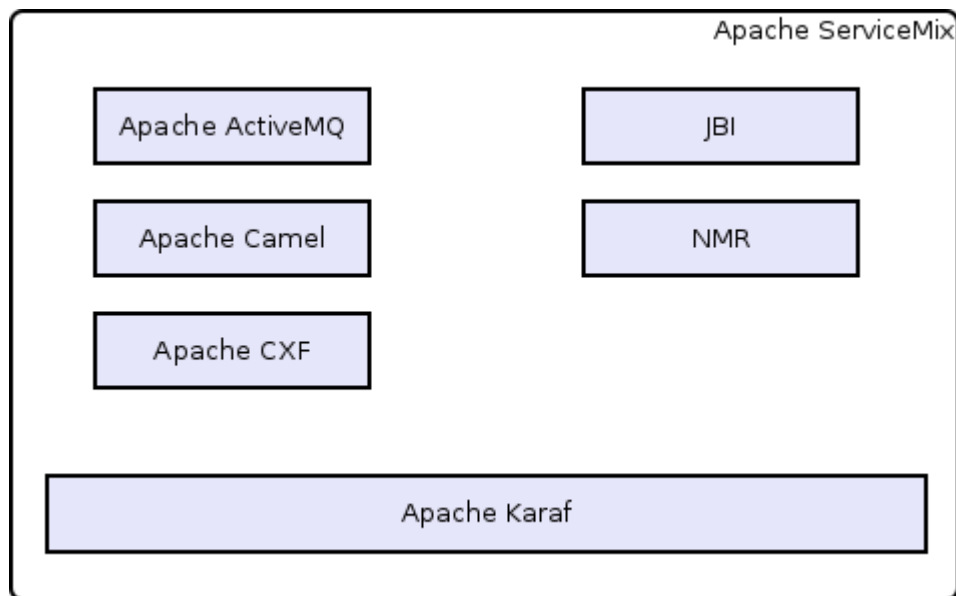 Apache ServiceMix
Apache ActiveMQ
JBI
Apache Camel
NMR
Apache CXF
Apache Karaf